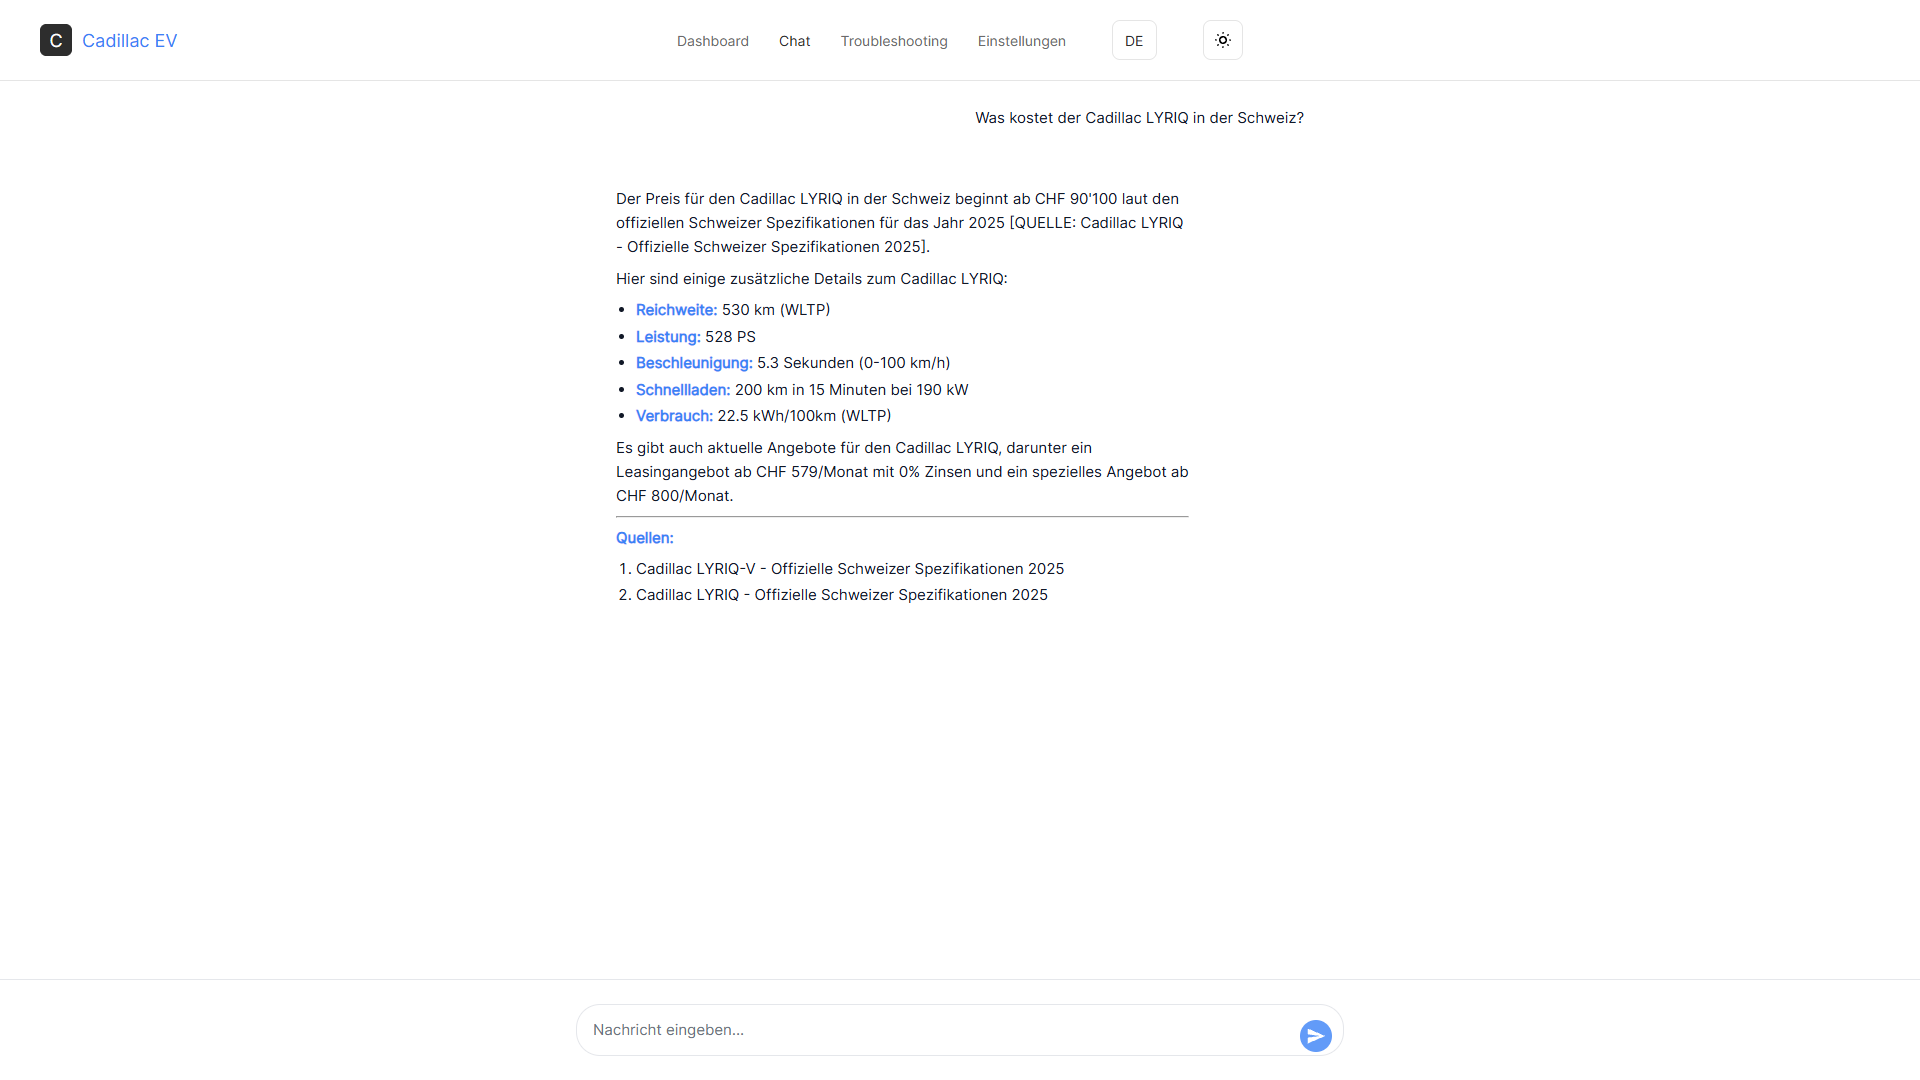 C Cadillac EV Dashboard Chat Troubleshooting Einstellungen DE
Was kostet der Cadillac LYRIQ in der Schweiz?
Der Preis für den Cadillac LYRIQ in der Schweiz beginnt ab CHF 90'100 laut den
offiziellen Schweizer Spezifikationen für das Jahr 2025 [QUELLE: Cadillac LYRIQ
- Offizielle Schweizer Spezifikationen 2025].
Hier sind einige zusätzliche Details zum Cadillac LYRIQ:
• Reichweite: 530 km (WLTP)
• Leistung: 528 PS
• Beschleunigung: 5.3 Sekunden (0-100 km/h)
• Schnellladen: 200 km in 15 Minuten bei 190 kW
• Verbrauch: 22.5 kWh/100km (WLTP)
Es gibt auch aktuelle Angebote für den Cadillac LYRIQ, darunter ein
Leasingangebot ab CHF 579/Monat mit 0% Zinsen und ein spezielles Angebot ab
CHF 800/Monat.
Quellen:
1. Cadillac LYRIQ-V - Offizielle Schweizer Spezifikationen 2025
2. Cadillac LYRIQ - Offizielle Schweizer Spezifikationen 2025
Nachricht eingeben...